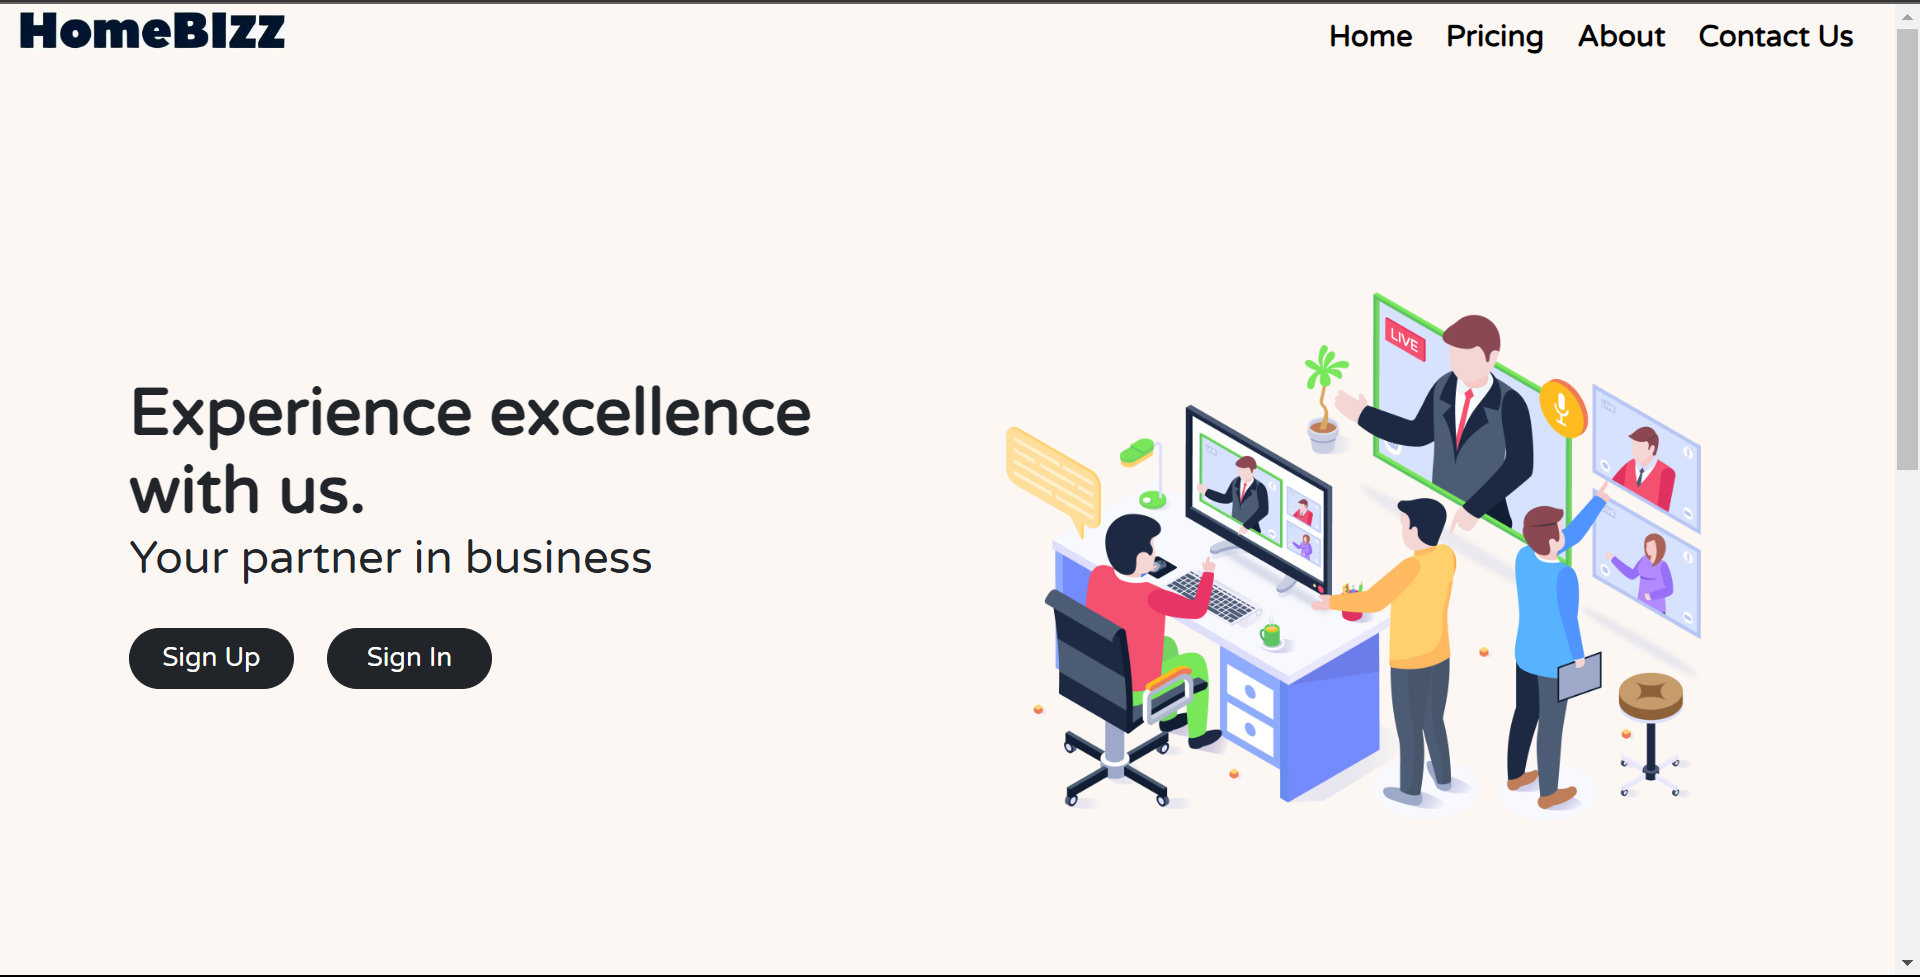 HomeBIzz
Home Pricing About Contact Us
Experience excellence
with us.
Your partner in business
Sign Up Sign In
LIVE